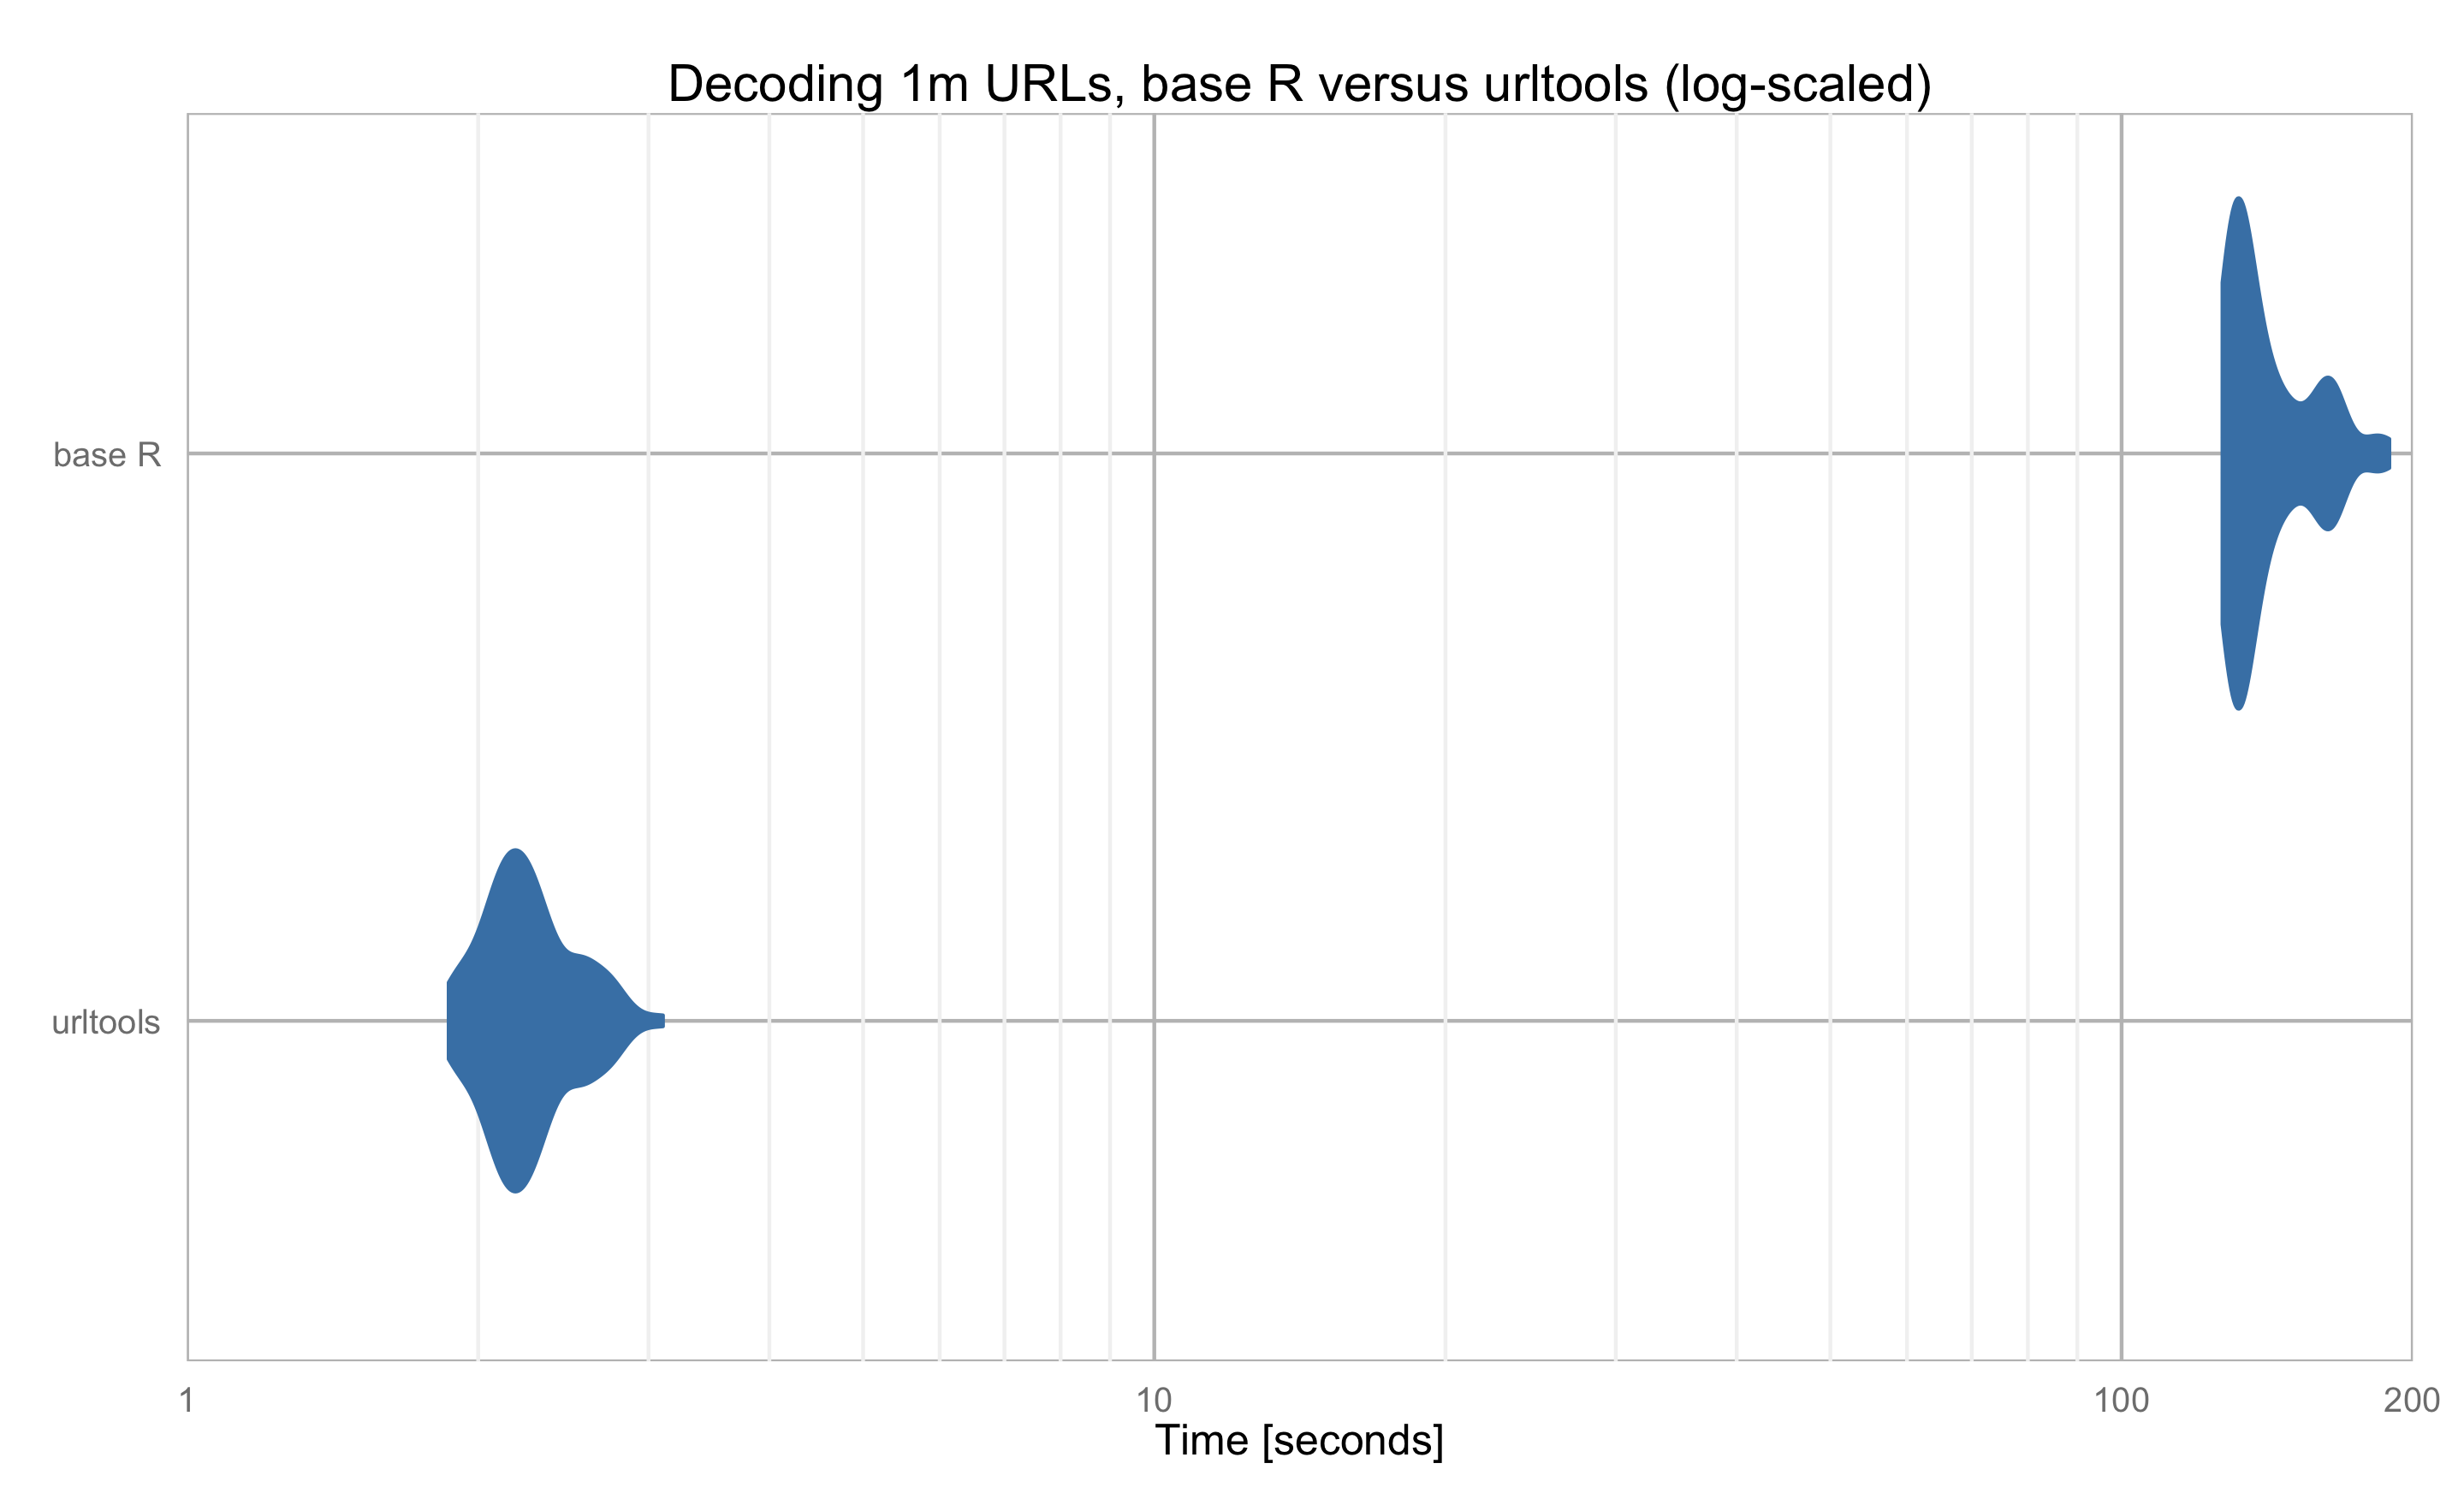 Decoding 1m URLs, base R versus urltools (log-scaled)
base R
urltools
1
10
100
200
Time [seconds]